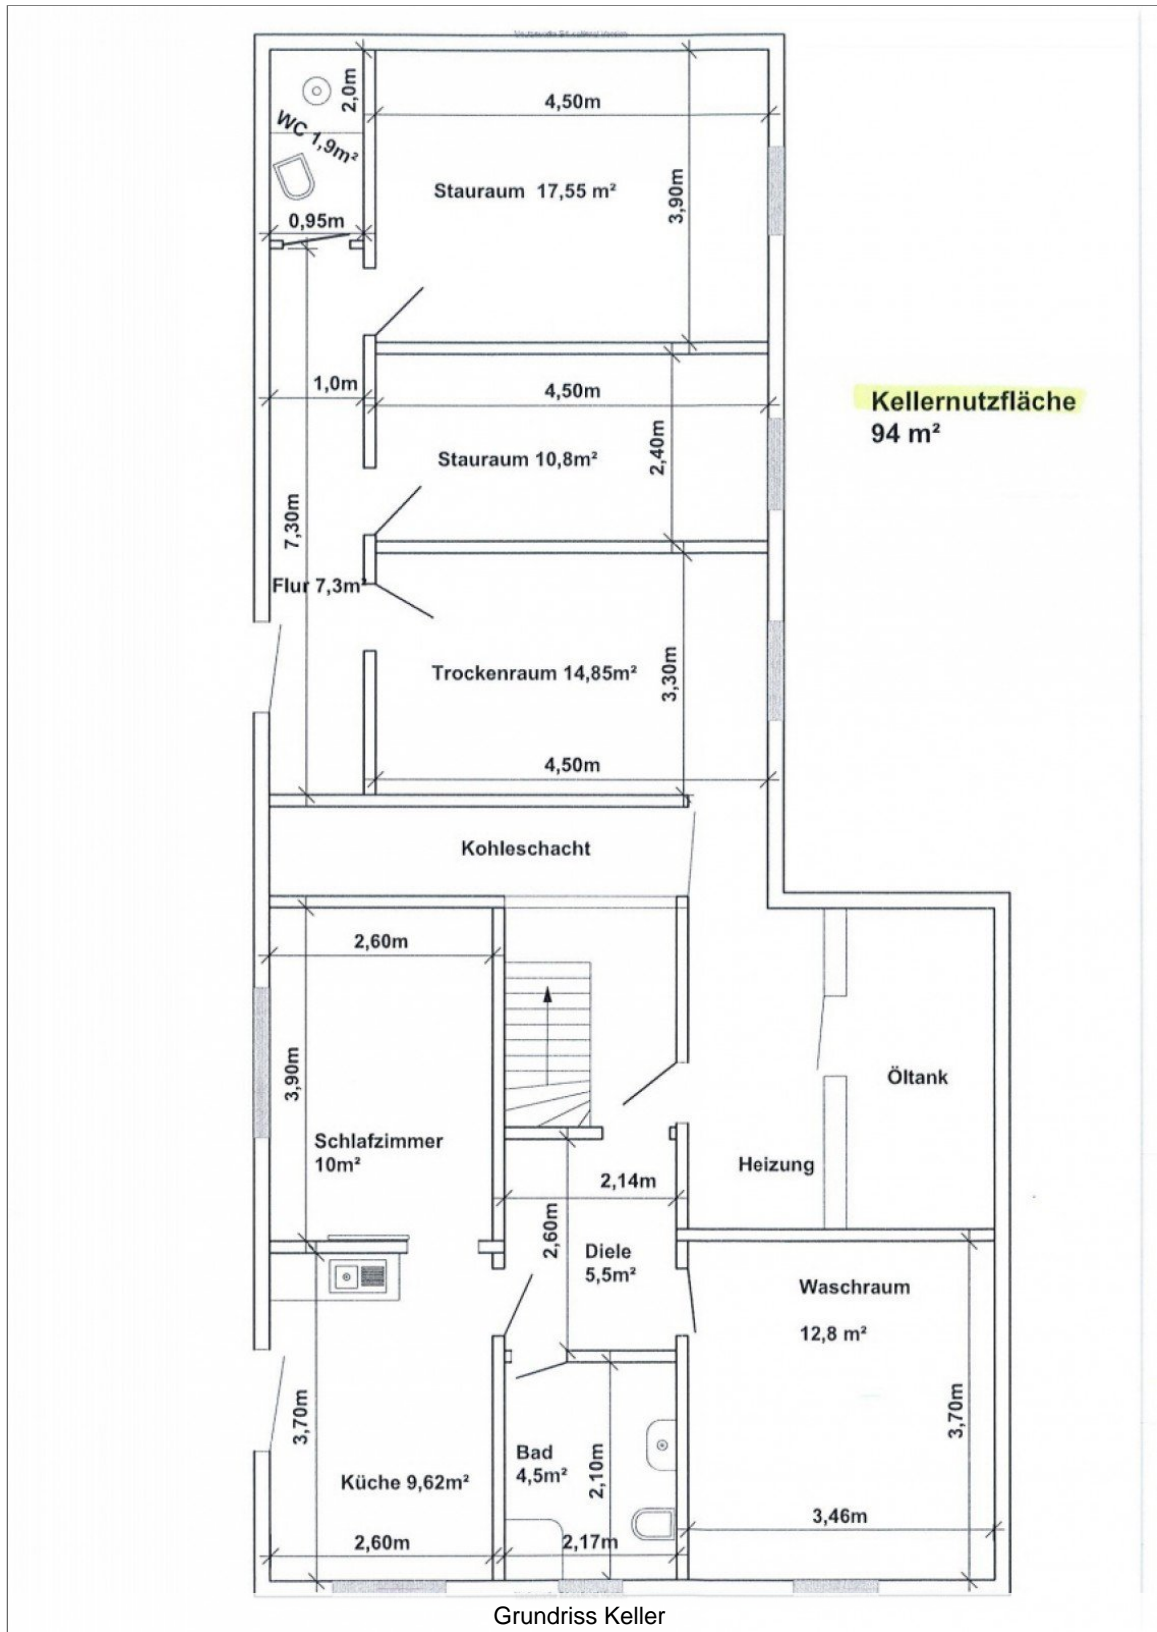 2,0m
4,50m
WC 1,9m²
Stauraum 17,55 m²
3,90m
0,95m
1,0m
4,50m
Kellernutzfläche
94 m²
Stauraum 10,8m²
2,40m
7,30m
Flur 7,3m²
Trockenraum 14,85m²
3,30m
4,50m
Kohleschacht
2,60m
3,90m
Öltank
Schlafzimmer
10m²
Heizung
2,14m
2,60m
Diele
5,5m²
Waschraum
12,8 m²
3,70m
3,70m
Bad
4,5m²
2,10m
Küche 9,62m²
3,46m
2,60m
2,17m
Grundriss Keller